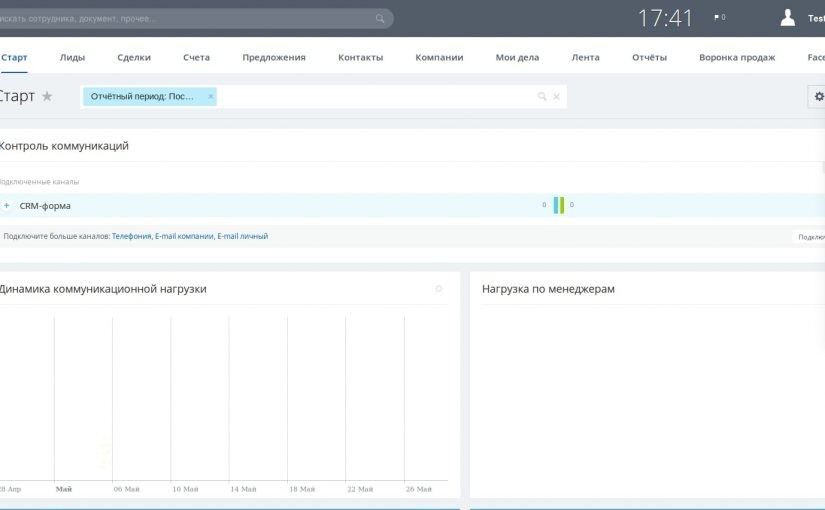 искать сотрудника, документ, прочее...
17:41
0
Test
Старт
Лиды
Сделки
Счета
Предложения
Контакты
Компании
Мои дела
Лента
Отчёты
Воронка продаж
Face
Старт
Отчётный период: Пос... ×
Контроль коммуникаций
Подключенные каналы
+ CRM-форма
0
0
Подключите больше каналов: Телефония, E-mail компании, E-mail личный
Подклю
Динамика коммуникационной нагрузки
Нагрузка по менеджерам
28 Апр
Май
06 Май
10 Май
14 Май
18 Май
22 Май
26 Май